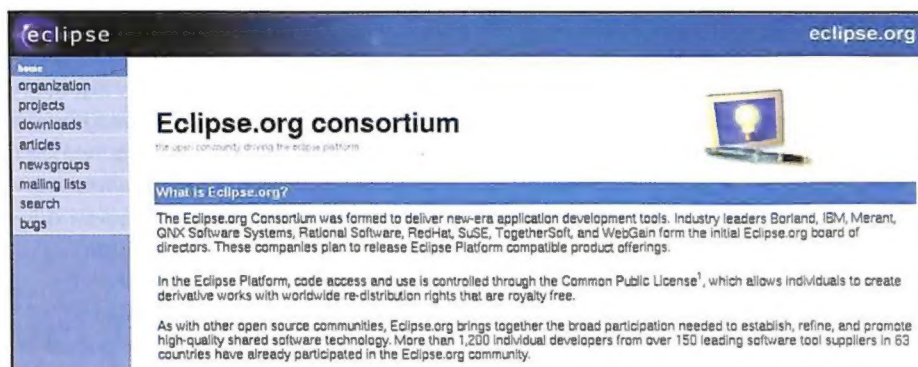 eclipse
eclipse.org
home
organization
projects
downloads
articles
newsgroups
mailing lists
search
bugs
Eclipse.org consortium
the open community driving the eclipse platform
What is Eclipse.org?
The Eclipse.org Consortium was formed to deliver new-era application development tools. Industry leaders Borland, IBM, Merant,
QNX Software Systems, Rational Software, RedHat, SuSE, TogetherSoft, and WebGain form the initial Eclipse.org board of
directors. These companies plan to release Eclipse Platform compatible product offerings.
In the Eclipse Platform, code access and use is controlled through the Common Public License¹, which allows individuals to create
derivative works with worldwide re-distribution rights that are royalty free.
As with other open source communities, Eclipse.org brings together the broad participation needed to establish, refine, and promote
high-quality shared software technology. More than 1,200 individual developers from over 150 leading software tool suppliers in 63
countries have already participated in the Eclipse.org community.